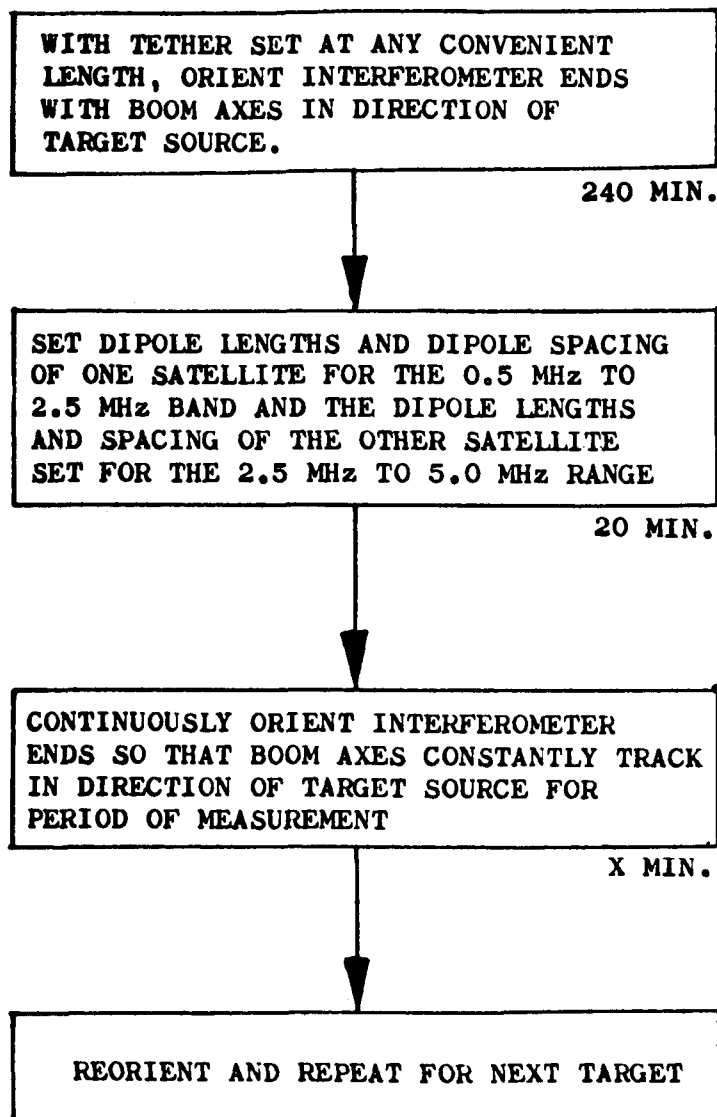 WITH TETHER SET AT ANY CONVENIENT
LENGTH, ORIENT INTERFEROMETER ENDS
WITH BOOM AXES IN DIRECTION OF
TARGET SOURCE.
240 MIN.
SET DIPOLE LENGTHS AND DIPOLE SPACING
OF ONE SATELLITE FOR THE 0.5 MHz TO
2.5 MHz BAND AND THE DIPOLE LENGTHS
AND SPACING OF THE OTHER SATELLITE
SET FOR THE 2.5 MHz TO 5.0 MHz RANGE
20 MIN.
CONTINUOUSLY ORIENT INTERFEROMETER
ENDS SO THAT BOOM AXES CONSTANTLY TRACK
IN DIRECTION OF TARGET SOURCE FOR
PERIOD OF MEASUREMENT
X MIN.
REORIENT AND REPEAT FOR NEXT TARGET